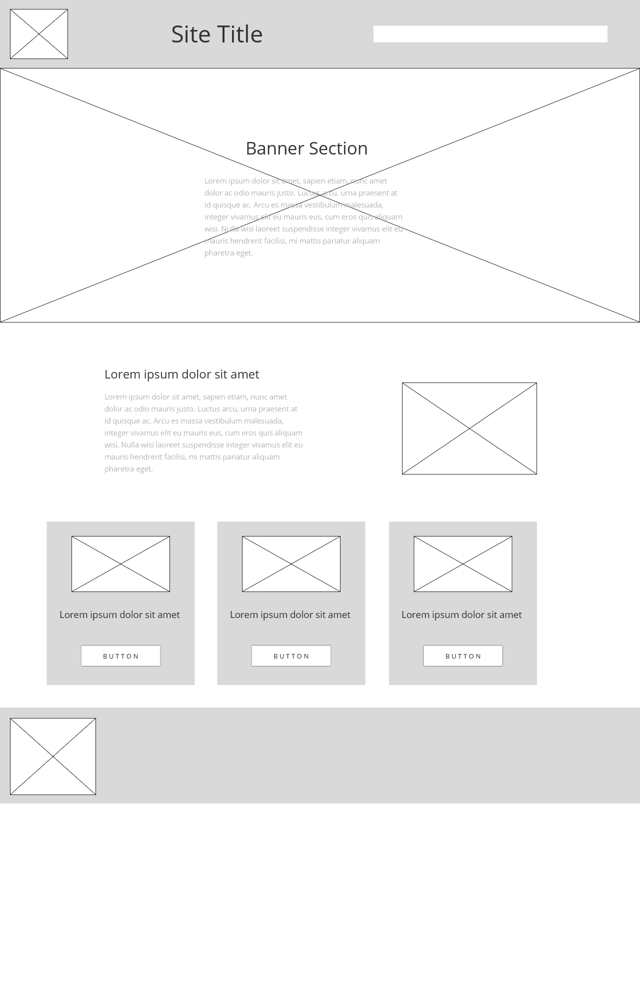 Site Title
Banner Section
Lorem ipsum dolor sit amet, sapien etiam, nunc amet
dolor ac odio mauris justo. Luctus arcu, urna praesent at
id quisque ac. Arcu es massa vestibulum malesuada,
integer vivamus elit eu mauris eus, cum eros quis aliquam
wisi. Nulla wisi laoreet suspendisse integer vivamus elit eu
mauris hendrerit facilisi, mi mattis pariatur aliquam
pharetra eget.
Lorem ipsum dolor sit amet
Lorem ipsum dolor sit amet, sapien etiam, nunc amet
dolor ac odio mauris justo. Luctus arcu, urna praesent at
id quisque ac. Arcu es massa vestibulum malesuada,
integer vivamus elit eu mauris eus, cum eros quis aliquam
wisi. Nulla wisi laoreet suspendisse integer vivamus elit eu
mauris hendrerit facilisi, mi mattis pariatur aliquam
pharetra eget.
Lorem ipsum dolor sit amet
BUTTON
Lorem ipsum dolor sit amet
BUTTON
Lorem ipsum dolor sit amet
BUTTON